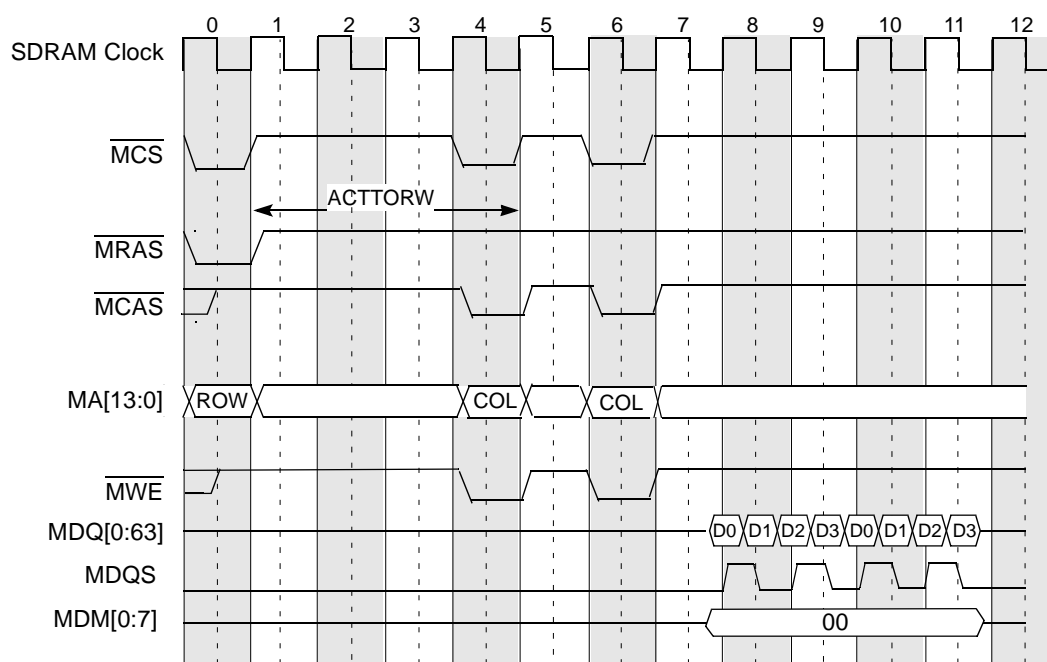 0 1 2 3 4 5 6 7 8 9 10 11 12
SDRAM Clock
MCS
ACTTORW
MRAS
MCAS
MA[13:0]
ROW COL COL
MWE
MDQ[0:63]
D0 D1 D2 D3 D0 D1 D2 D3
MDQS
MDM[0:7]
00